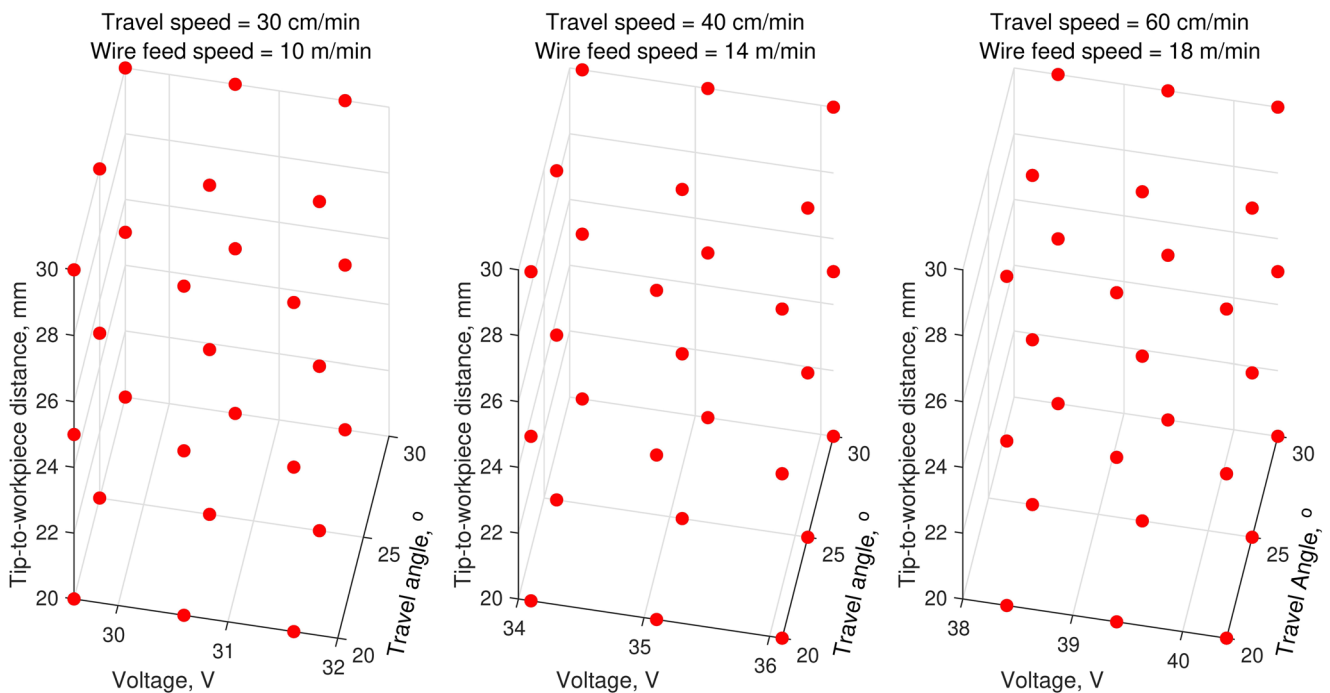 Travel speed = 30 cm/min
Wire feed speed = 10 m/min
Tip-to-workpiece distance, mm
30
28
26
24
22
20
30
31
32
Voltage, V
20
25
30
Travel angle, o
Travel speed = 40 cm/min
Wire feed speed = 14 m/min
Tip-to-workpiece distance, mm
30
28
26
24
22
20
34
35
36
Voltage, V
20
25
30
Travel angle, o
Travel speed = 60 cm/min
Wire feed speed = 18 m/min
Tip-to-workpiece distance, mm
30
28
26
24
22
20
38
39
40
Voltage, V
20
25
30
Travel Angle, o